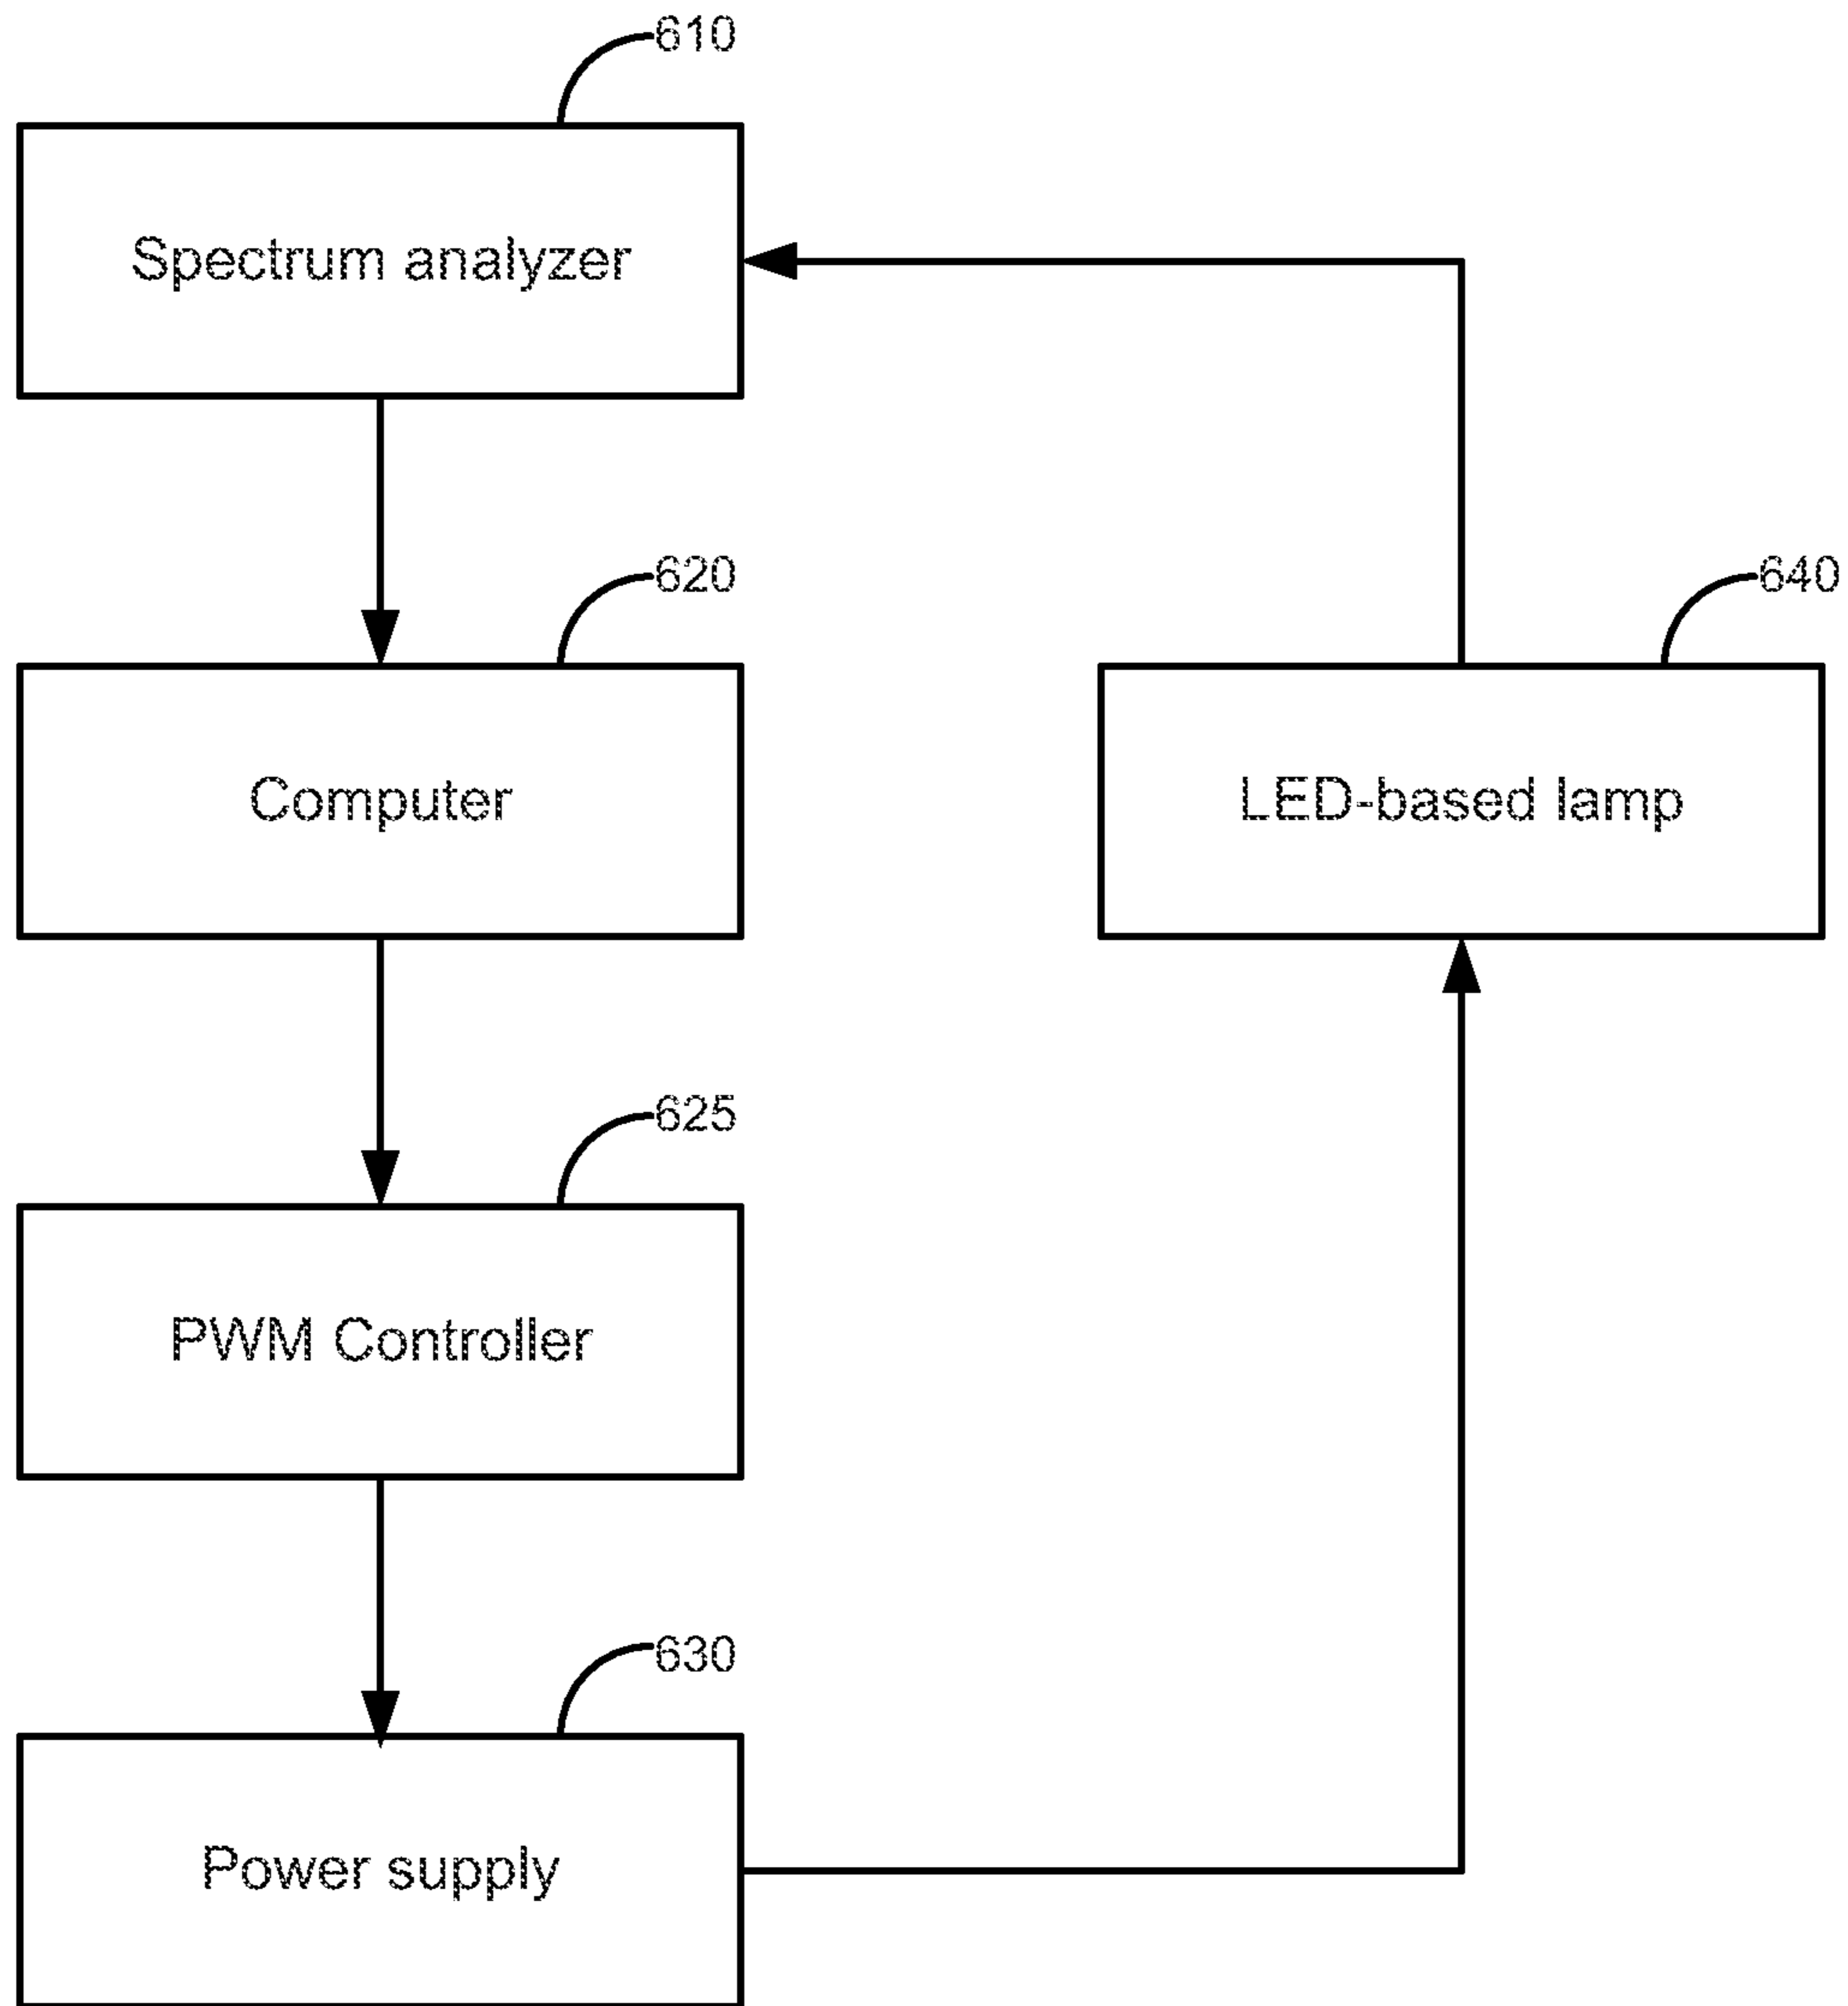 610
Spectrum analyzer
620
640
Computer
LED-based lamp
625
PWM Controller
630
Power supply